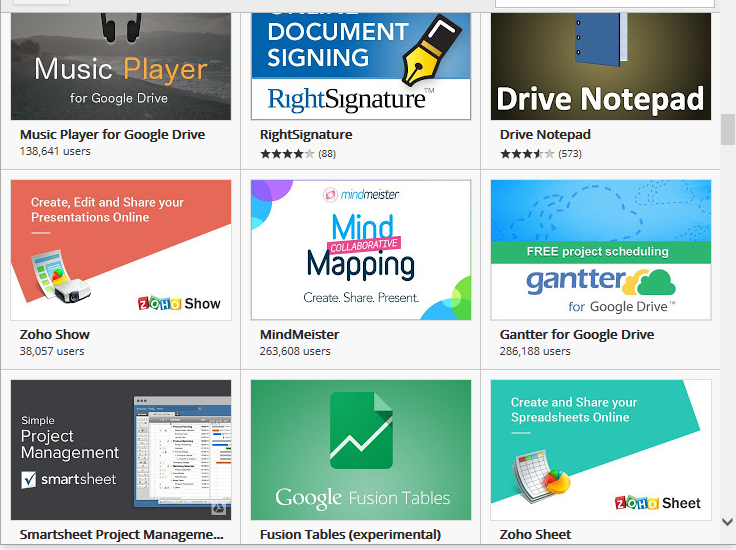 Music Player
for Google Drive
ONLINE
DOCUMENT
SIGNING
RightSignature™
Drive Notepad
Music Player for Google Drive
138,641 users
RightSignature
(88)
Drive Notepad
(573)
Create, Edit and Share your
Presentations Online
ZOHO Show
mindmeister
Mind
COLLABORATIVE
Mapping
Create. Share. Present.
FREE project scheduling
gantter
for Google Drive™
Zoho Show
38,057 users
MindMeister
263,608 users
Gantter for Google Drive
286,188 users
Simple
Project
Management
smartsheet
Google Fusion Tables
Create and Share your
Spreadsheets Online
ZOHO Sheet
Smartsheet Project Manageme...
Fusion Tables (experimental)
Zoho Sheet